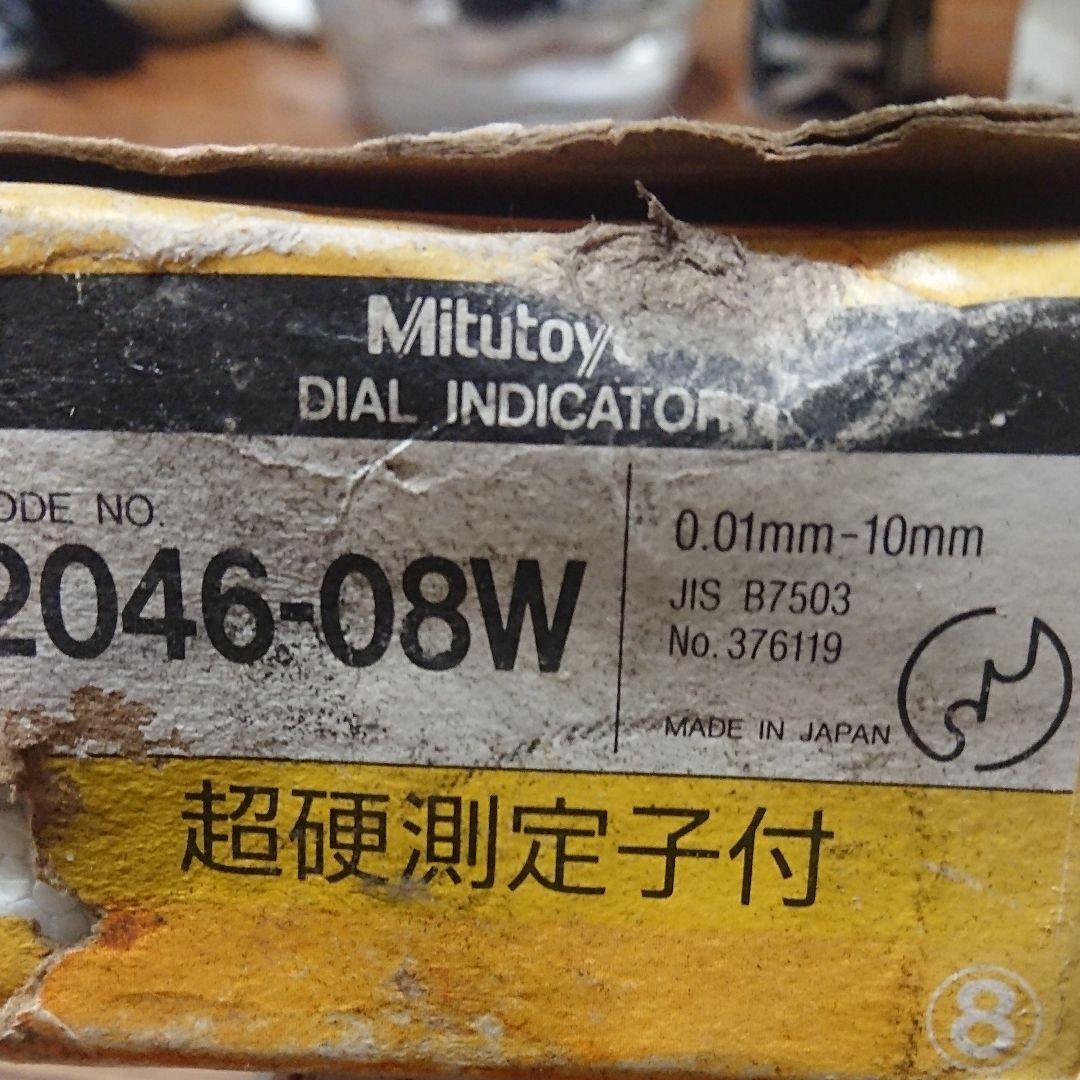 Mitutoy
DIAL INDICATOR
ODE NO.
2046-08W
0.01mm-10mm
JIS B7503
No. 376119
MADE IN JAPAN
超硬測定子付
8